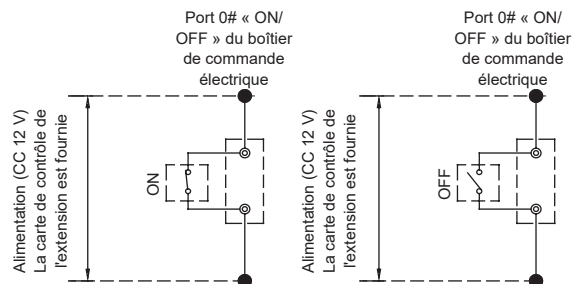 Port 0# « ON/
OFF » du boîtier
de commande
électrique
Alimentation (CC 12 V)
La carte de contrôle de
l'extension est fournie
ON
Port 0# « ON/
OFF » du boîtier
de commande
électrique
Alimentation (CC 12 V)
La carte de contrôle de
l'extension est fournie
OFF